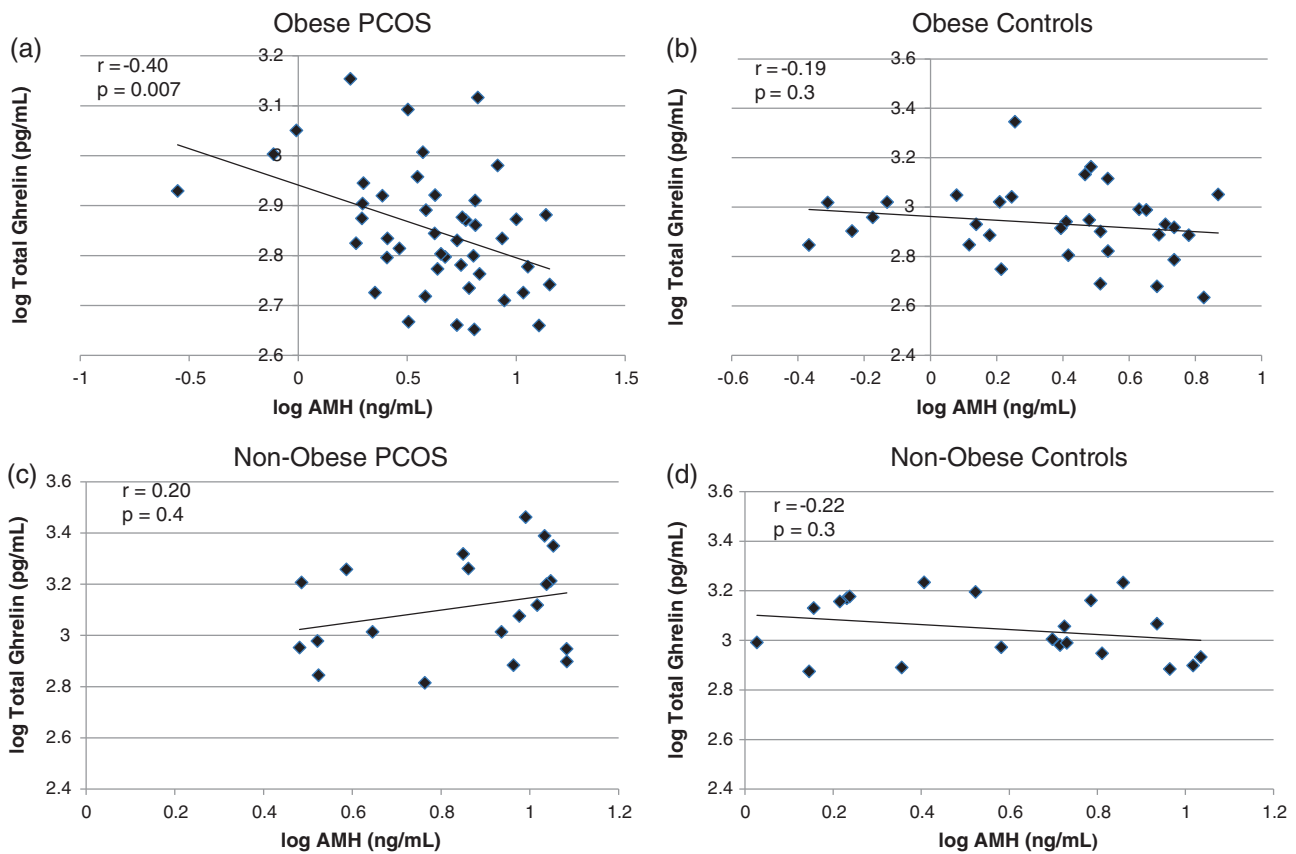 Obese PCOS
(a)
r = -0.40
p = 0.007
log Total Ghrelin (pg/mL)
3.2
3.1
3
2.9
2.8
2.7
2.6
-1 -0.5 0 0.5 1 1.5
log AMH (ng/mL)
Obese Controls
(b)
r = -0.19
p = 0.3
log Total Ghrelin (pg/mL)
3.6
3.4
3.2
3
2.8
2.6
2.4
-0.6 -0.4 -0.2 0 0.2 0.4 0.6 0.8 1
log AMH (ng/mL)
Non-Obese PCOS
(c)
r = 0.20
p = 0.4
log Total Ghrelin (pg/mL)
3.6
3.4
3.2
3
2.8
2.6
2.4
0 0.2 0.4 0.6 0.8 1 1.2
log AMH (ng/mL)
Non-Obese Controls
(d)
r = -0.22
p = 0.3
log Total Ghrelin (pg/mL)
3.6
3.4
3.2
3
2.8
2.6
2.4
0 0.2 0.4 0.6 0.8 1 1.2
log AMH (ng/mL)